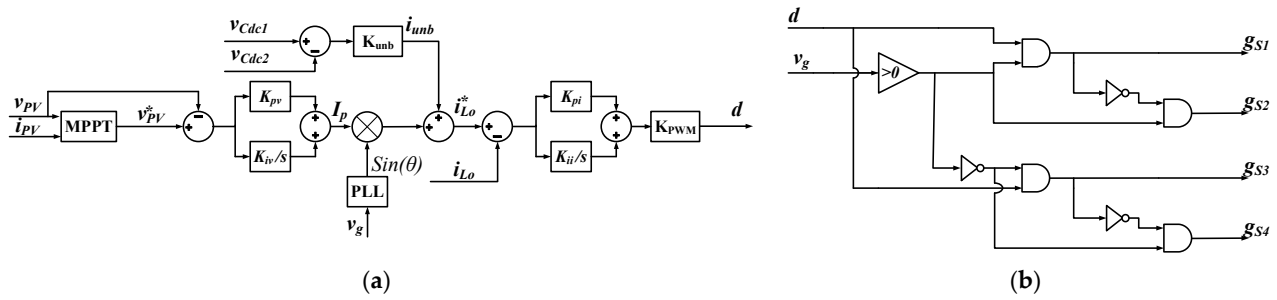 v_Cdc1
v_Cdc2
K_unb
i_unb
v_PV
i_PV
MPPT
v*_PV
K_pv
K_iv/s
I_p
Sin(θ)
PLL
v_g
i*_Lo
i_Lo
K_pi
K_ii/s
K_PWM
d
(a)
d
v_g
>0
g_S1
g_S2
g_S3
g_S4
(b)